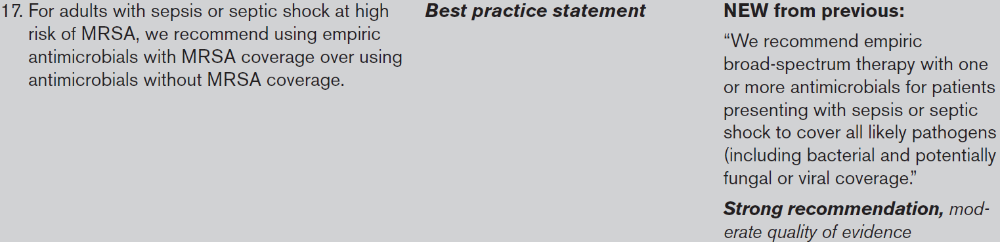 17. For adults with sepsis or septic shock at high
risk of MRSA, we recommend using empiric
antimicrobials with MRSA coverage over using
antimicrobials without MRSA coverage.
Best practice statement
NEW from previous:
“We recommend empiric
broad-spectrum therapy with one
or more antimicrobials for patients
presenting with sepsis or septic
shock to cover all likely pathogens
(including bacterial and potentially
fungal or viral coverage.”
Strong recommendation, mod-
erate quality of evidence